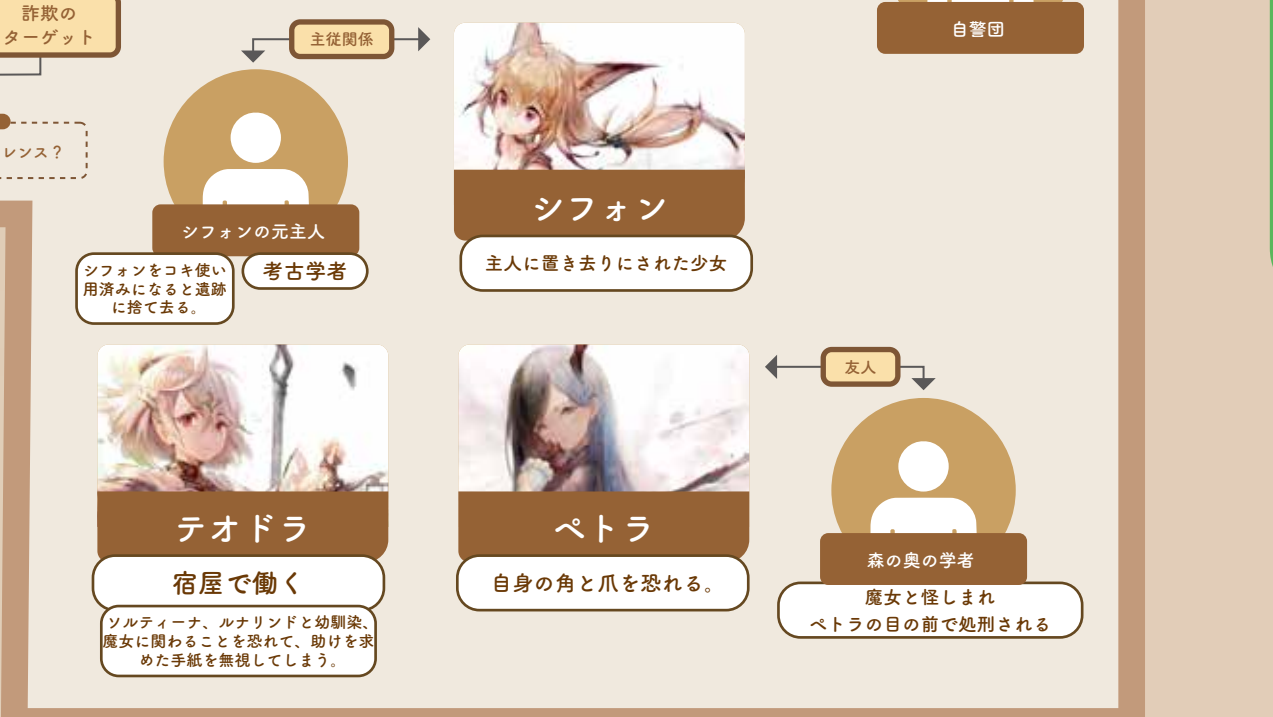 詐欺の
ターゲット
主従関係
自警団
レンス？
シフォンの元主人
シフォンをコキ使い
用済みになると遺跡
に捨て去る。
考古学者
シフォン
主人に置き去りにされた少女
テオドラ
宿屋で働く
ソルティーナ、ルナリンドと幼馴染、
魔女に関わることを恐れて、助けを求
めた手紙を無視してしまう。
ペトラ
自身の角と爪を恐れる。
友人
森の奥の学者
魔女と怪しまれ
ペトラの目の前で処刑される